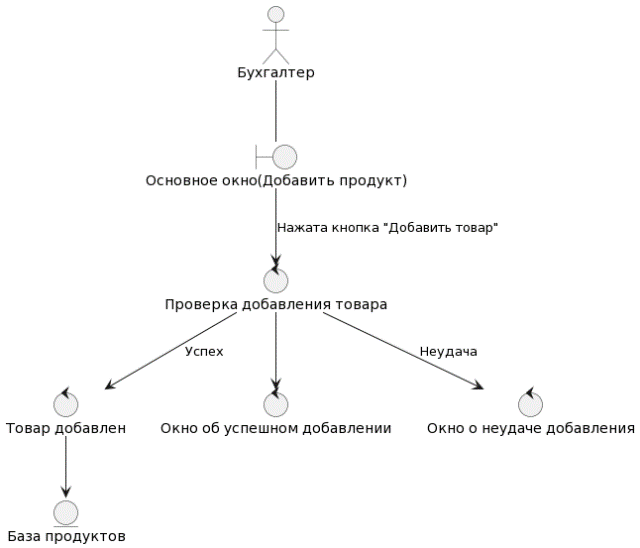 Бухгалтер
Основное окно(Добавить продукт)
Нажата кнопка "Добавить товар"
Проверка добавления товара
Успех
Неудача
Товар добавлен
Окно об успешном добавлении
Окно о неудаче добавления
База продуктов